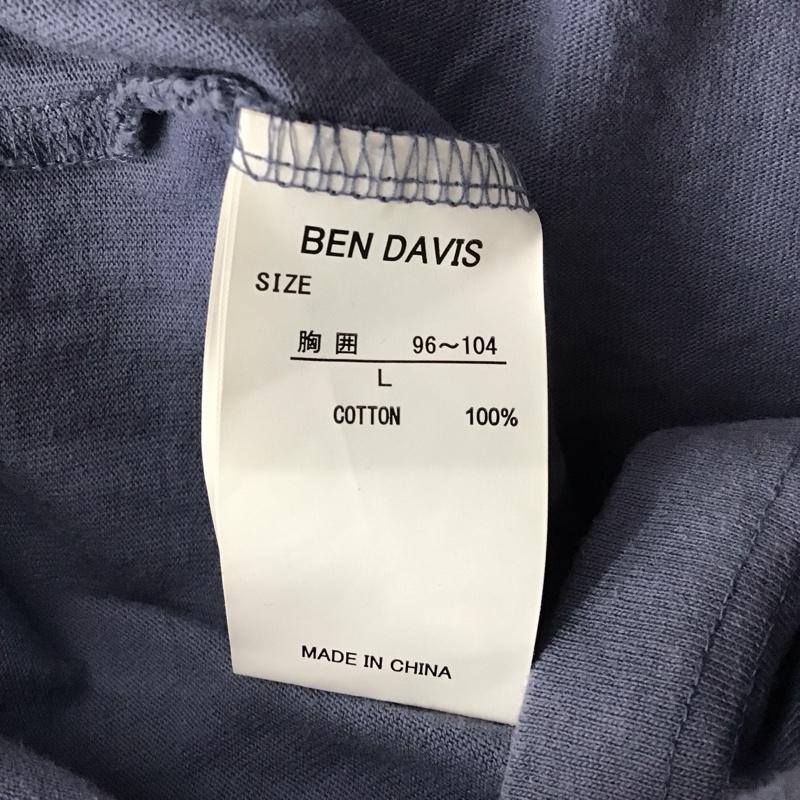 BEN DAVIS
SIZE
胸囲 96〜104
L
COTTON 100%
MADE IN CHINA